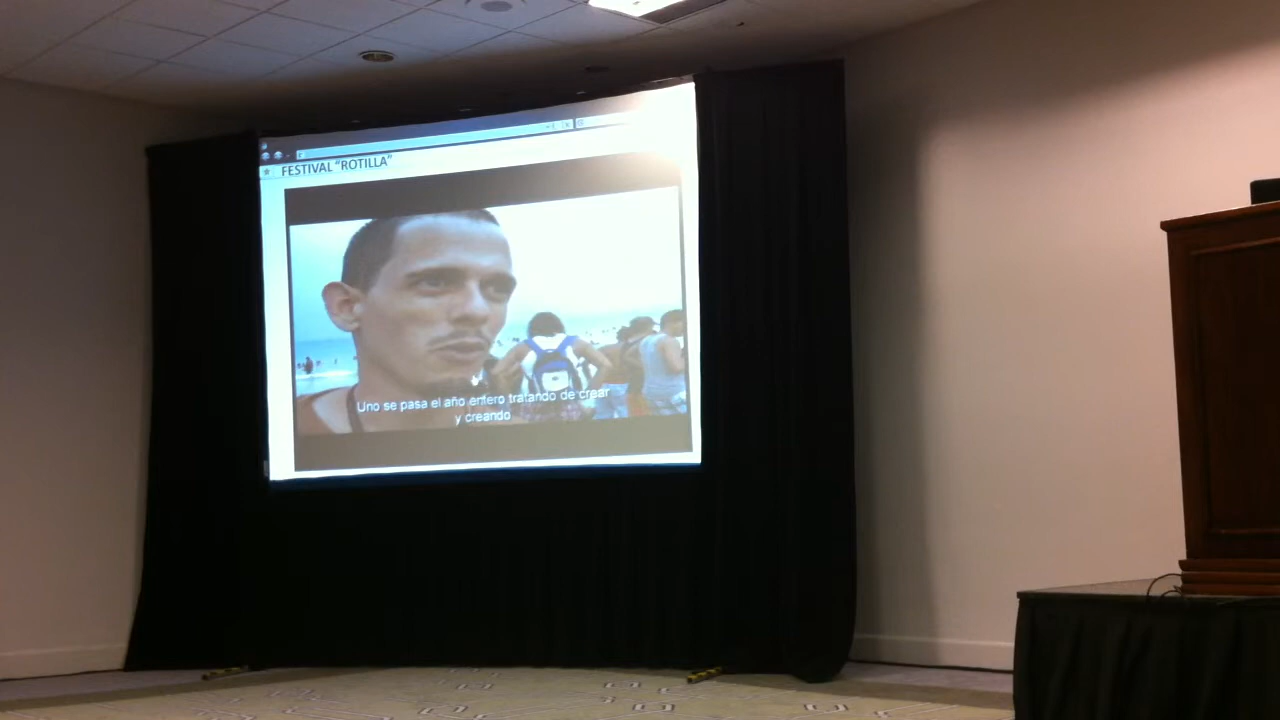 FESTIVAL "ROTILLA"
Uno se pasa el año entero tratando de crear
y creando